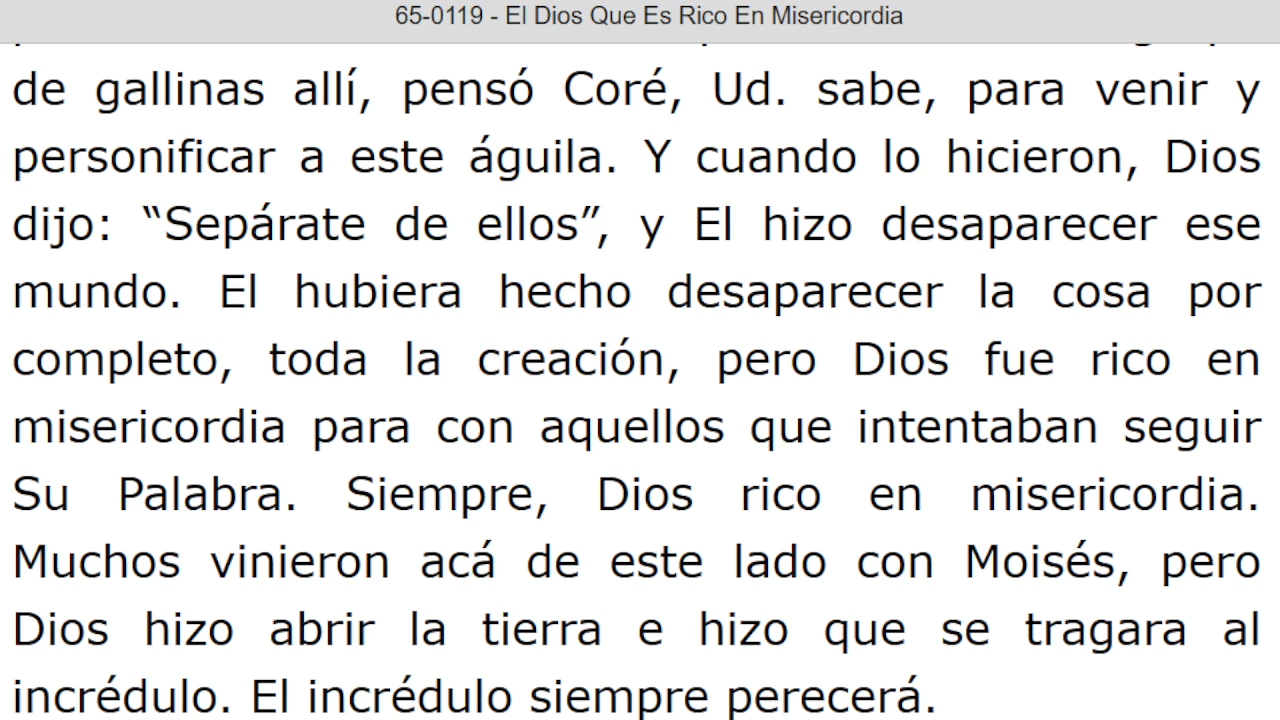 65-0119 - El Dios Que Es Rico En Misericordia
de gallinas allí, pensó Coré, Ud. sabe, para venir y
personificar a este águila. Y cuando lo hicieron, Dios
dijo: “Sepárate de ellos”, y El hizo desaparecer ese
mundo. El hubiera hecho desaparecer la cosa por
completo, toda la creación, pero Dios fue rico en
misericordia para con aquellos que intentaban seguir
Su Palabra. Siempre, Dios rico en misericordia.
Muchos vinieron acá de este lado con Moisés, pero
Dios hizo abrir la tierra e hizo que se tragara al
incrédulo. El incrédulo siempre perecerá.